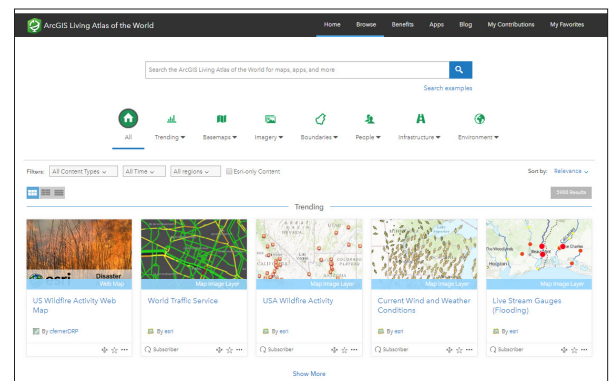 ArcGIS Living Atlas of the World
Home Browse Benefits Apps Blog My Contributions My Favorites
Search the ArcGIS Living Atlas of the World for maps, apps, and more
Search examples
All Trending Basemaps Imagery Boundaries People Infrastructure Environment
Filters: All Content Types All Time All regions Esri-only Content Sort by: Relevance
Results
Trending
esri Disaster
Web Map Map Image Layer Map Image Layer Map Image Layer Map Image Layer
US Wildfire Activity Web Map
World Traffic Service
USA Wildfire Activity
Current Wind and Weather Conditions
Live Stream Gauges (Flooding)
By cfernerDRP By esri By esri By esri By esri
Subscriber Subscriber Subscriber
Show More